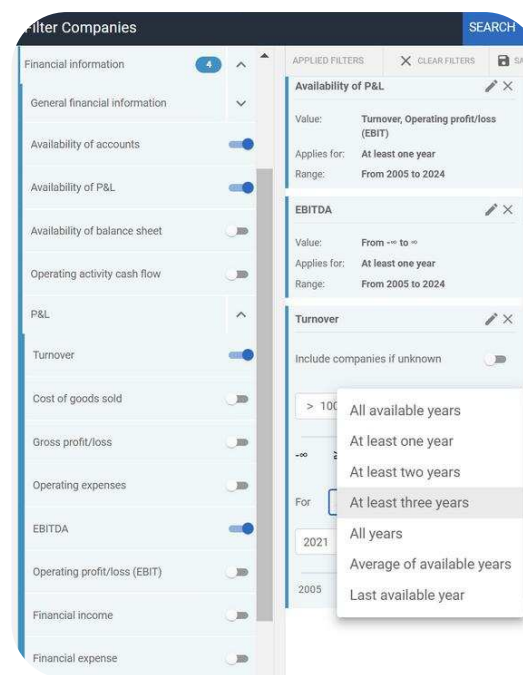 Filter Companies
SEARCH
Financial information
4
General financial information
Availability of accounts
Availability of P&L
Availability of balance sheet
Operating activity cash flow
P&L
Turnover
Cost of goods sold
Gross profit/loss
Operating expenses
EBITDA
Operating profit/loss (EBIT)
Financial income
Financial expense
APPLIED FILTERS
CLEAR FILTERS
Availability of P&L
Value: Turnover, Operating profit/loss
(EBIT)
Applies for: At least one year
Range: From 2005 to 2024
EBITDA
Value: From -∞ to ∞
Applies for: At least one year
Range: From 2005 to 2024
Turnover
Include companies if unknown
> 100
-∞
For
2021
2005
All available years
At least one year
At least two years
At least three years
All years
Average of available years
Last available year